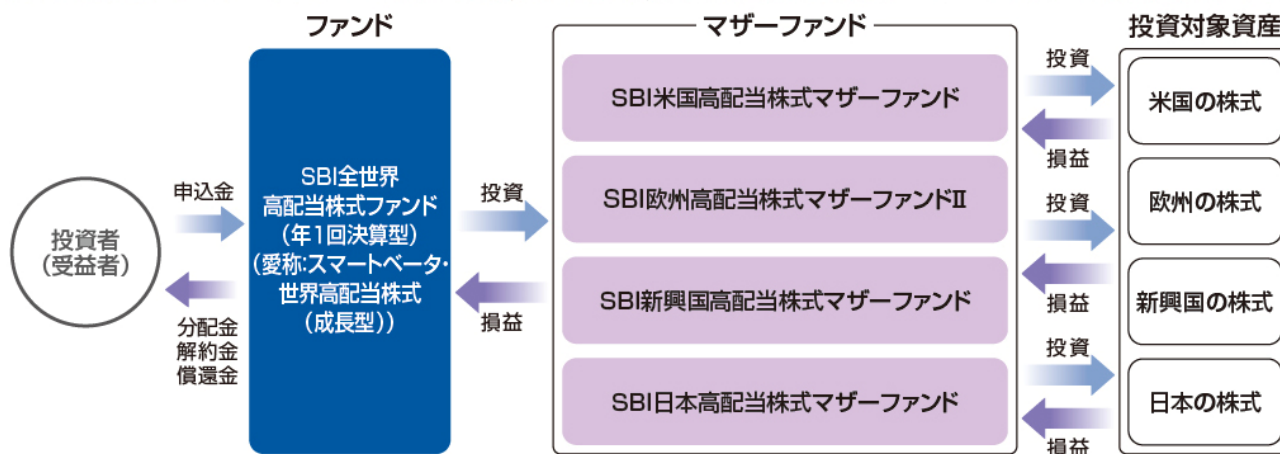 ファンド
マザーファンド
投資対象資産
投資者
(受益者)
申込金
分配金
解約金
償還金
SBI全世界
高配当株式ファンド
(年1回決算型)
(愛称:スマートベータ・
世界高配当株式
(成長型))
投資
損益
SBI米国高配当株式マザーファンド
SBI欧州高配当株式マザーファンドII
SBI新興国高配当株式マザーファンド
SBI日本高配当株式マザーファンド
投資
損益
投資
損益
投資
損益
米国の株式
欧州の株式
新興国の株式
日本の株式